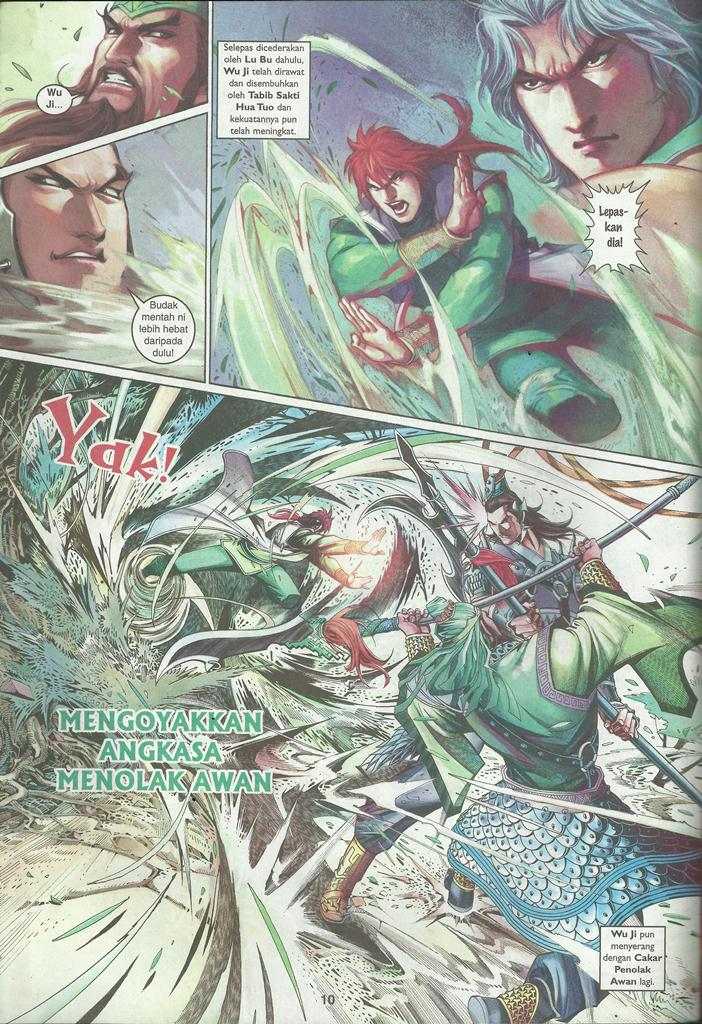 Wu
Ji...
Selepas dicederakan
oleh Lu Bu dahulu,
Wu Ji telah dirawat
dan disembuhkan
oleh Tabib Sakti
Hua Tuo dan
kekuatannya pun
telah meningkat.
Lepas-
kan
dia!
Budak
mentah ni
lebih hebat
daripada
dulu!
Yak!
MENGOYAKKAN
ANGKASA
MENOLAK AWAN
Wu Ji pun
menyerang
dengan Cakar
Penolak
Awan lagi.
10